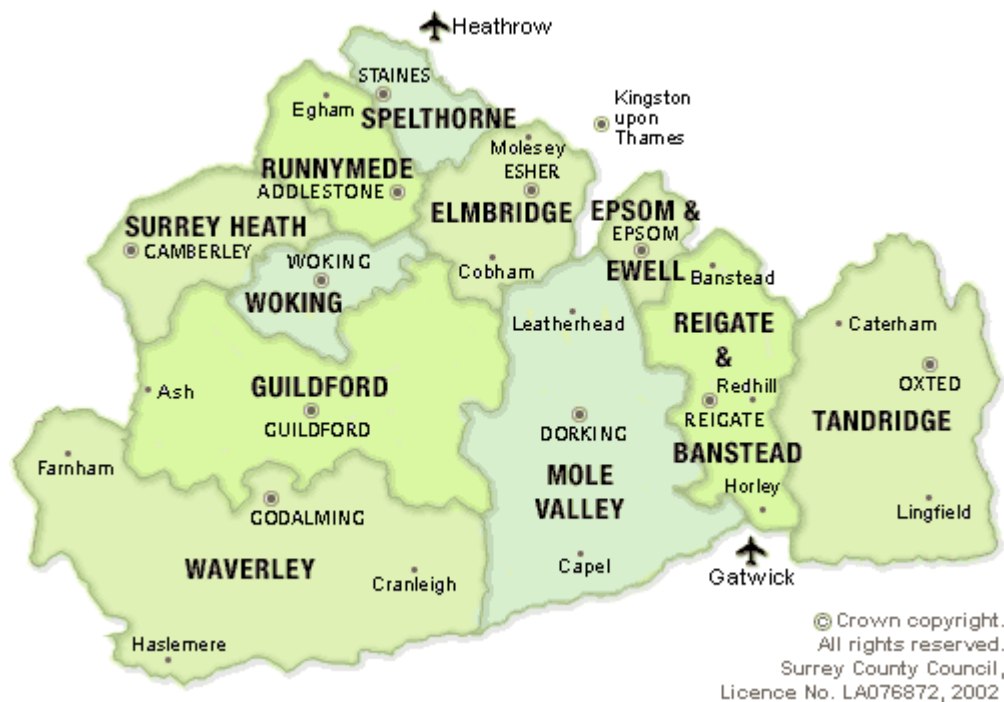 Heathrow
STAINES
Egham
SPELTHORNE
Kingston
upon
Thames
Molesey
RUNNYMEDE
ADDLESTONE
ESHER
ELMBRIDGE
SURREY HEATH
CAMBERLEY
EPSOM &
EPSOM
EWELL
WOKING
WOKING
Cobham
Banstead
Leatherhead
REIGATE
&
Redhill
REIGATE
BANSTEAD
Horley
Caterham
OXTED
TANDRIDGE
Lingfield
Ash
GUILDFORD
GUILDFORD
DORKING
MOLE
VALLEY
Capel
Farnham
GODALMING
WAVERLEY
Cranleigh
Haslemere
Gatwick
© Crown copyright.
All rights reserved.
Surrey County Council,
Licence No. LA076872, 2002